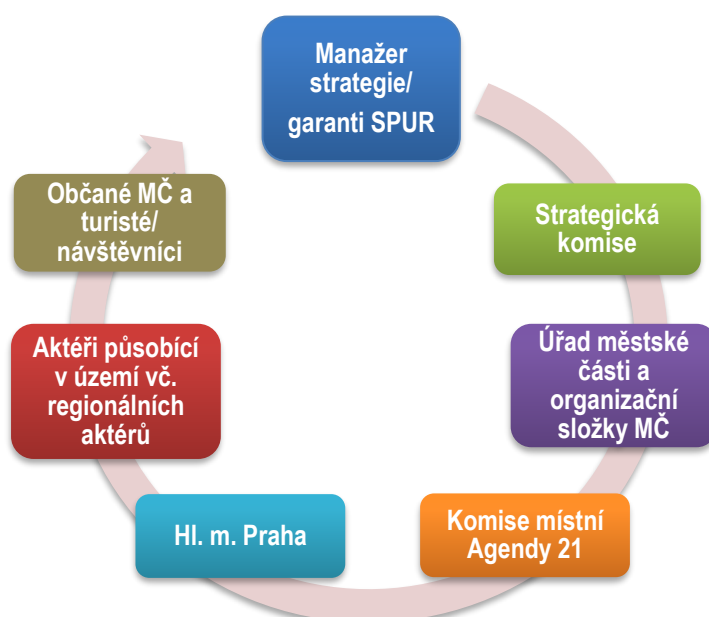 Manažer
strategie/
garanti SPUR
Strategická
komise
Úřad městské
části a
organizační
složky MČ
Komise místní
Agendy 21
Hl. m. Praha
Aktéři působící
v území vč.
regionálních
aktérů
Občané MČ a
turisté/
návštěvníci